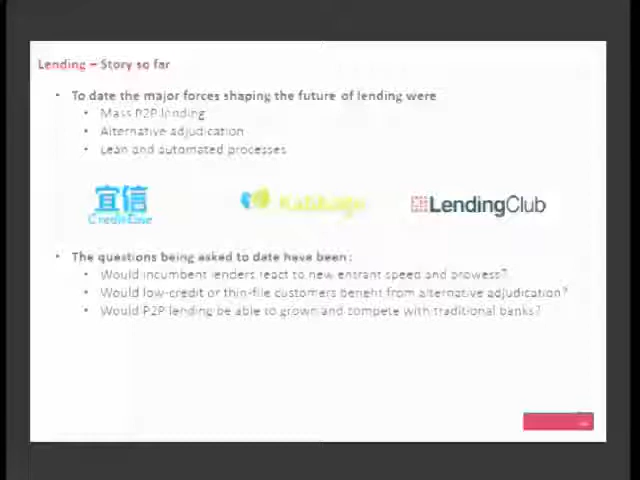 Lending – Story so far
• To date the major forces shaping the future of lending were
• Mass P2P lending
• Alternative adjudication
• Lean and automated processes
宜信
CreditEase
Kabbage
LendingClub
• The questions being asked to date have been:
• Would incumbent lenders react to new entrant speed and prowess?
• Would low-credit or thin-file customers benefit from alternative adjudication?
• Would P2P lending be able to grown and compete with traditional banks?